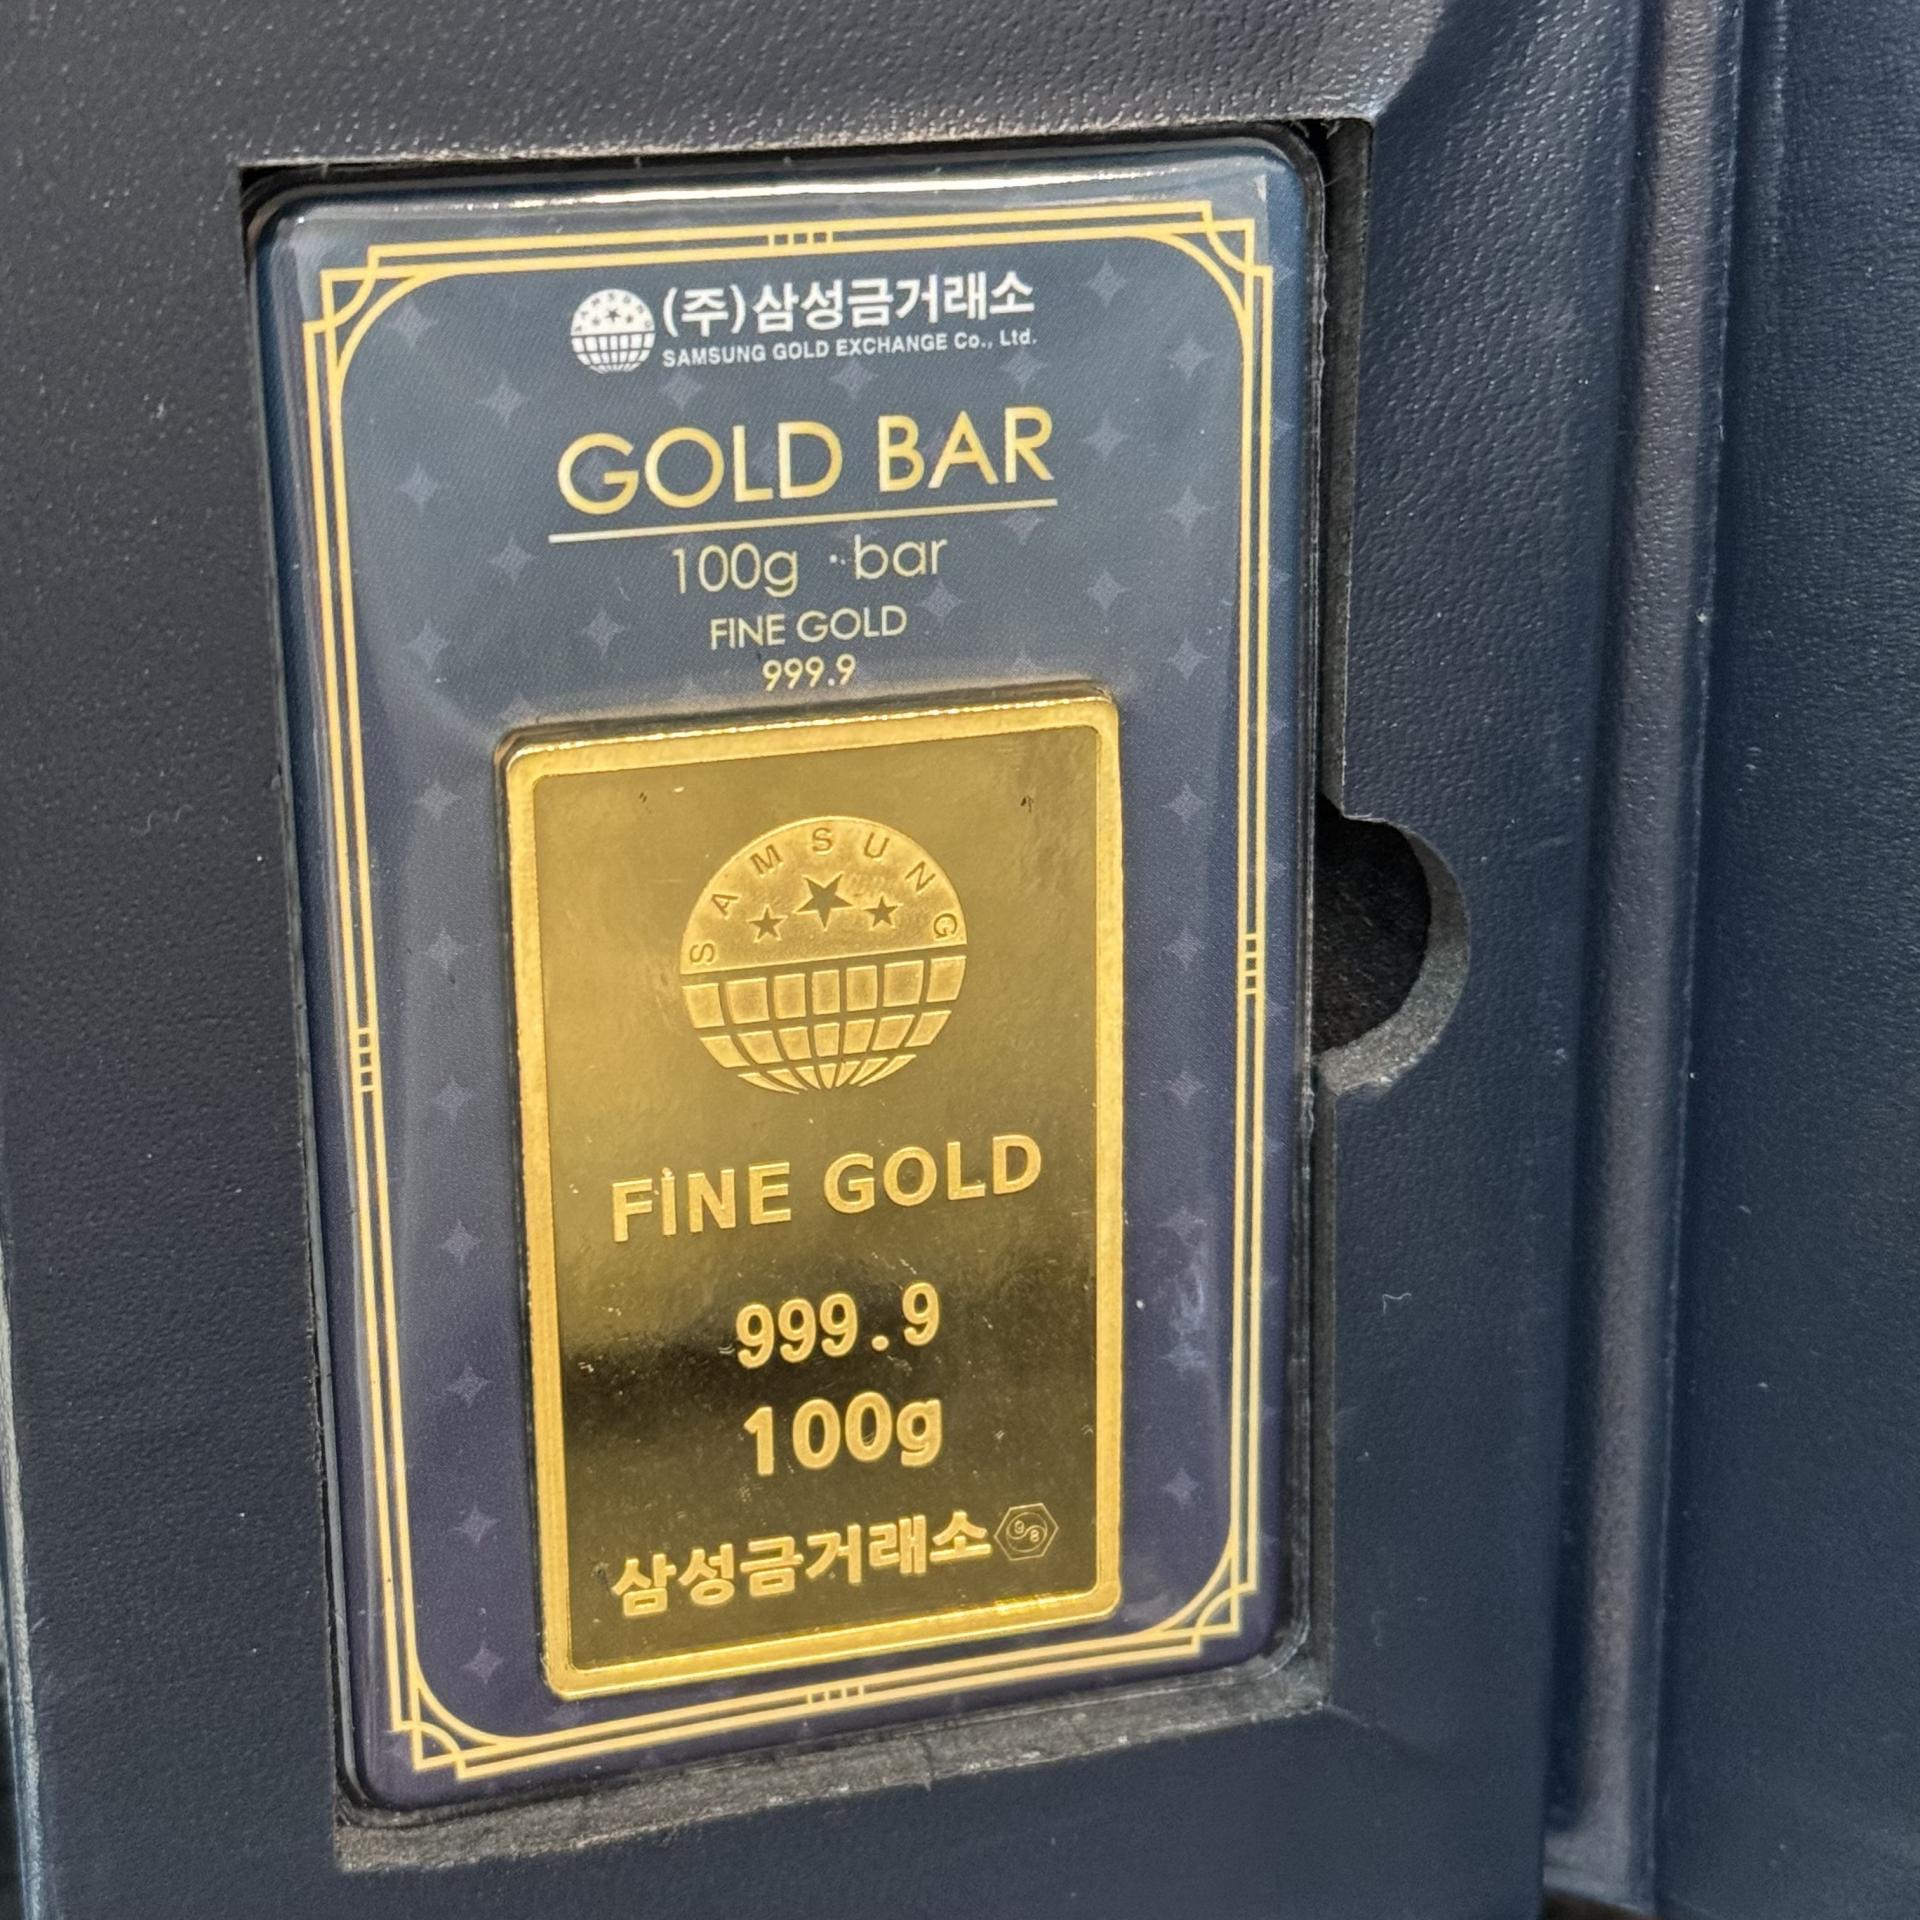 (주)삼성금거래소
SAMSUNG GOLD EXCHANGE Co., Ltd.
GOLD BAR
100g bar
FINE GOLD
999.9
SAMSUNG
FINE GOLD
999.9
100g
삼성금거래소